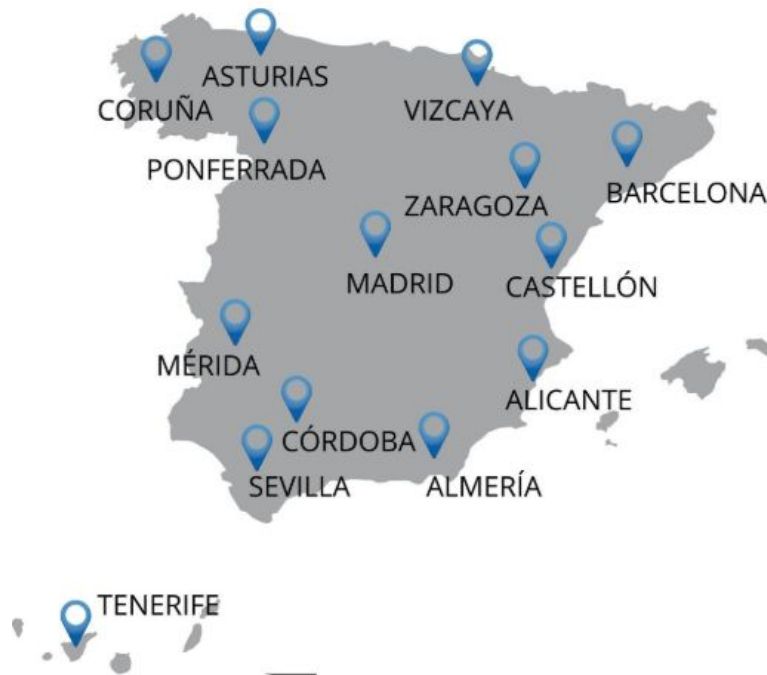 ASTURIAS
CORUÑA
VIZCAYA
PONFERRADA
BARCELONA
ZARAGOZA
MADRID
CASTELLÓN
MÉRIDA
ALICANTE
CÓRDOBA
SEVILLA
ALMERÍA
TENERIFE